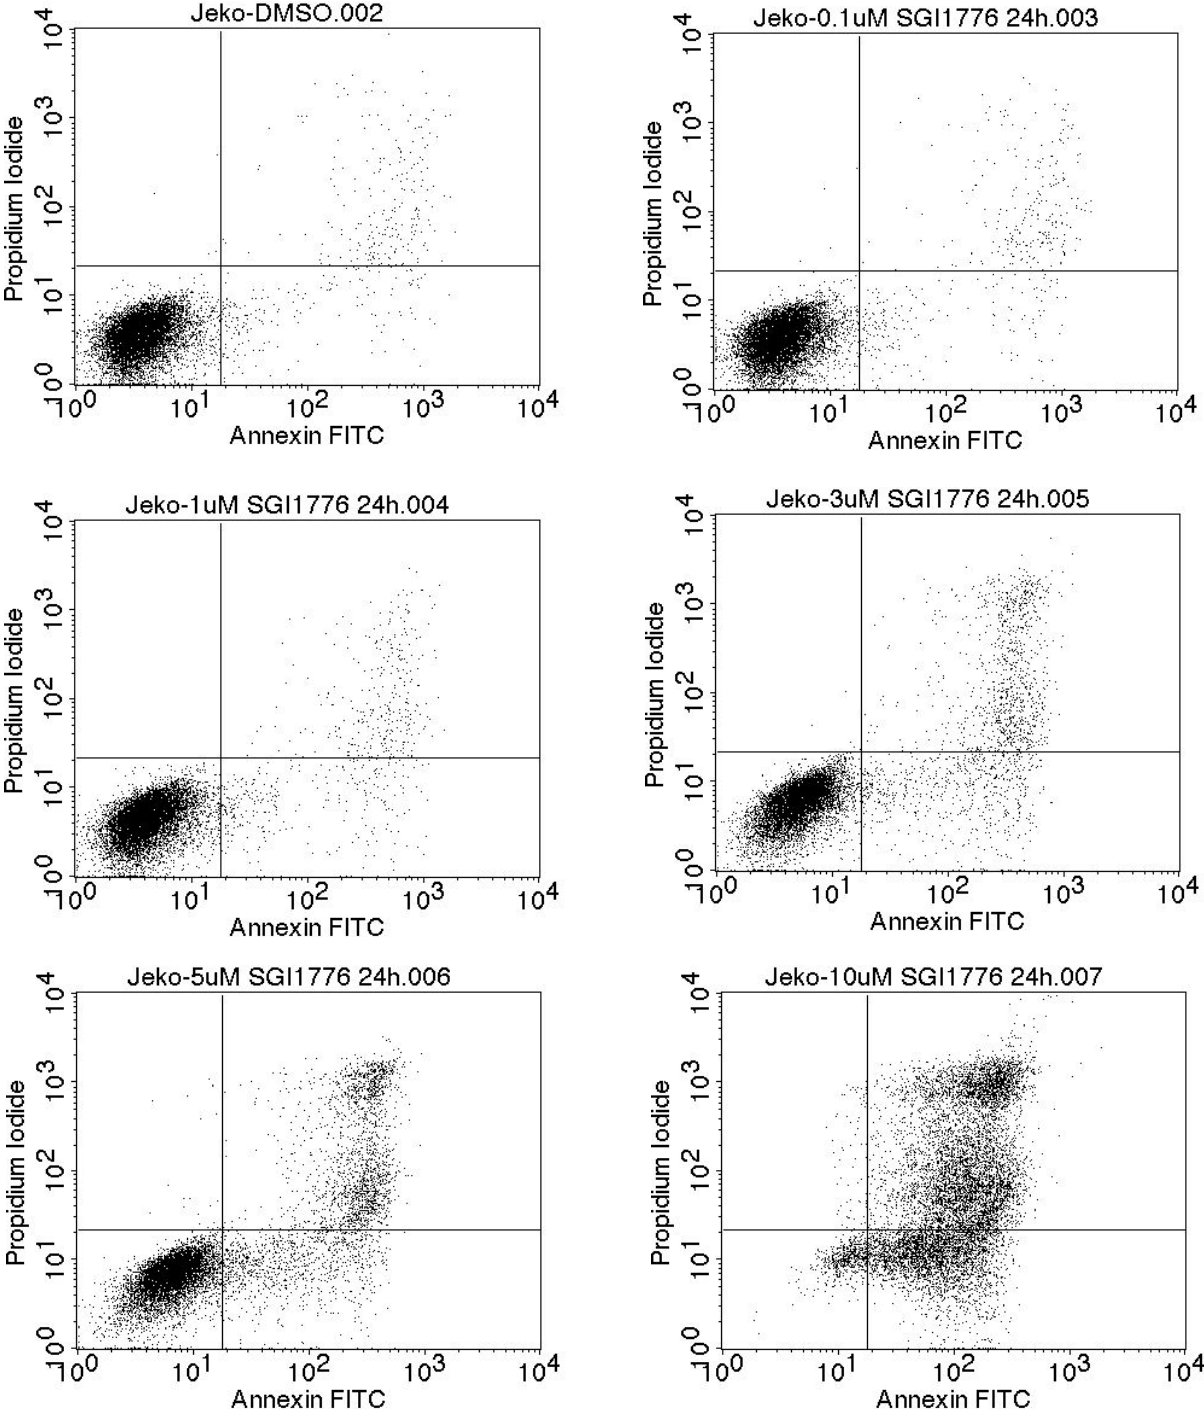 Jeko-DMSO.002
Propidium Iodide
10^4
10^3
10^2
10^1
10^0
10^0 10^1 10^2 10^3 10^4
Annexin FITC
Jeko-0.1uM SGI1776 24h.003
Propidium Iodide
10^4
10^3
10^2
10^1
10^0
10^0 10^1 10^2 10^3 10^4
Annexin FITC
Jeko-1uM SGI1776 24h.004
Propidium Iodide
10^4
10^3
10^2
10^1
10^0
10^0 10^1 10^2 10^3 10^4
Annexin FITC
Jeko-3uM SGI1776 24h.005
Propidium Iodide
10^4
10^3
10^2
10^1
10^0
10^0 10^1 10^2 10^3 10^4
Annexin FITC
Jeko-5uM SGI1776 24h.006
Propidium Iodide
10^4
10^3
10^2
10^1
10^0
10^0 10^1 10^2 10^3 10^4
Annexin FITC
Jeko-10uM SGI1776 24h.007
Propidium Iodide
10^4
10^3
10^2
10^1
10^0
10^0 10^1 10^2 10^3 10^4
Annexin FITC